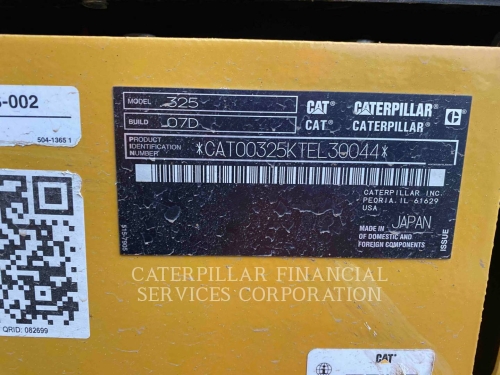 -002
504-1365 1
MODEL 325
BUILD 07D
PRODUCT IDENTIFICATION NUMBER *CAT00325KTEL30044*
CAT CATERPILLAR
CAT CATERPILLAR
CATERPILLAR INC.
PEORIA, IL 61629
USA
MADE IN JAPAN
OF DOMESTIC AND
FOREIGN COMPONENTS
ISSUE
CATERPILLAR FINANCIAL
SERVICES CORPORATION
QRID: 082699
CAT